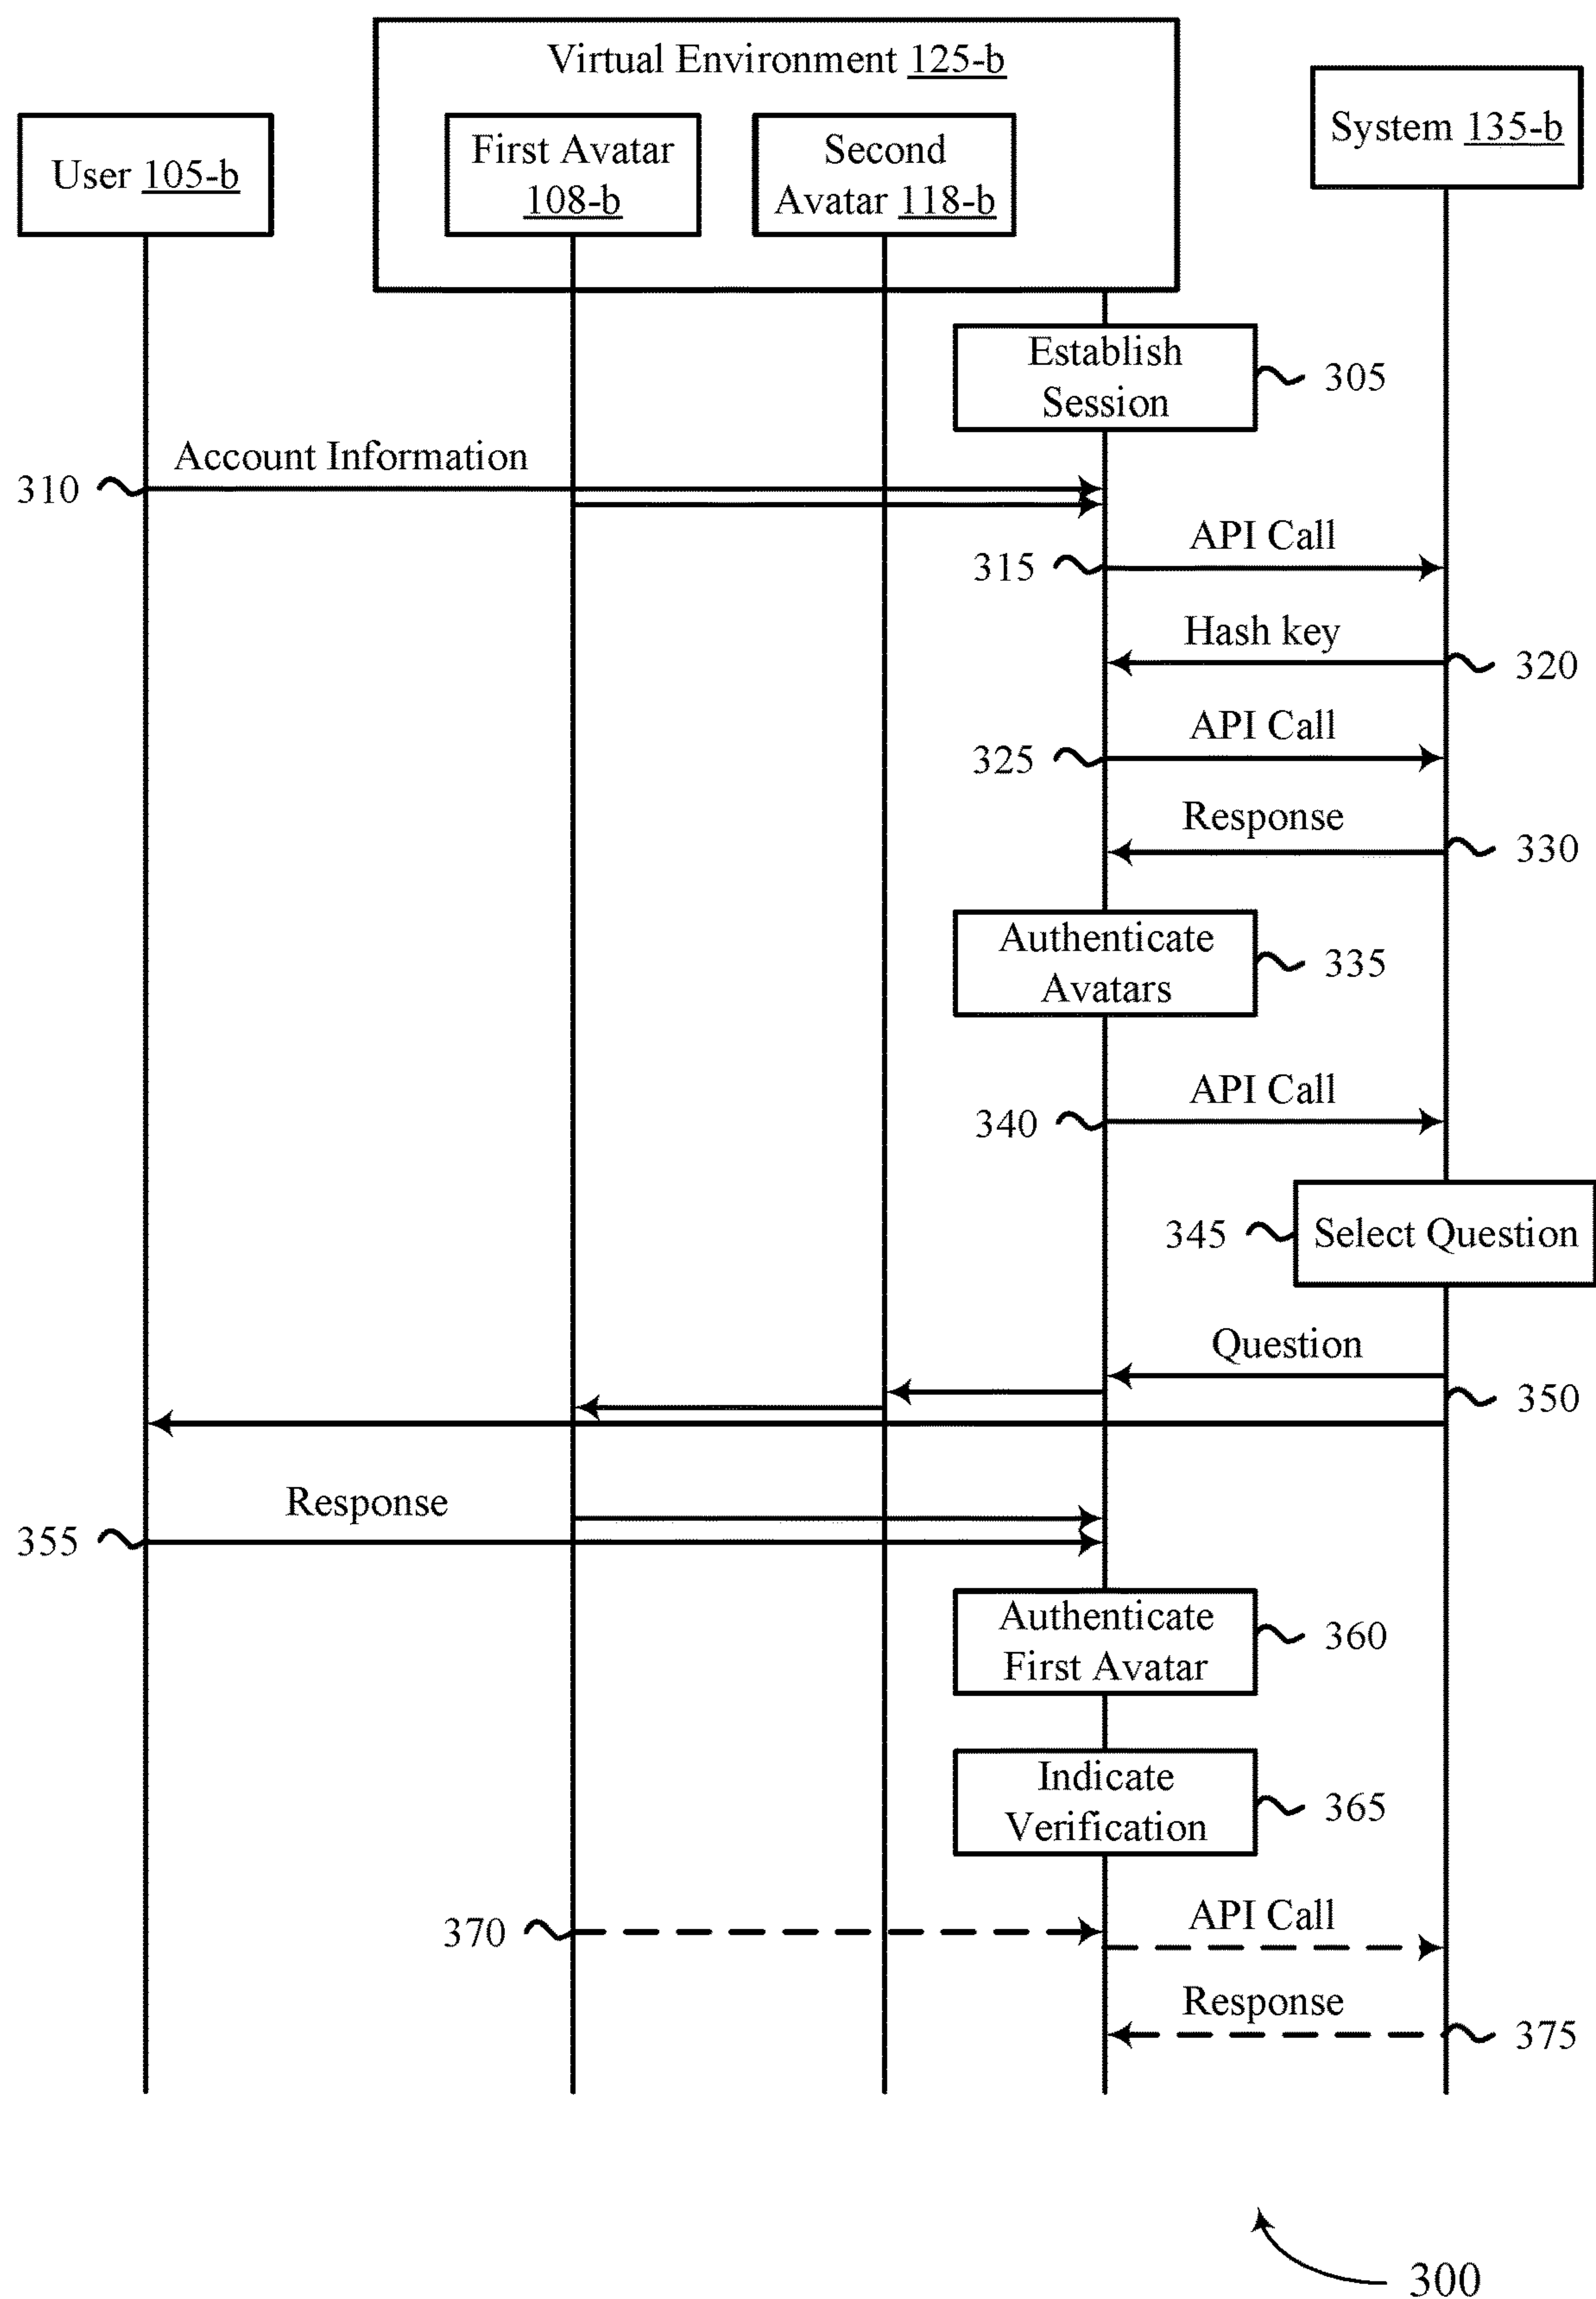 Virtual Environment 125-b
User 105-b
First Avatar
108-b
Second
Avatar 118-b
System 135-b
Establish
Session
305
Account Information
310
API Call
315
Hash key
320
API Call
325
Response
330
Authenticate
Avatars
335
API Call
340
345
Select Question
Question
350
Response
355
Authenticate
First Avatar
360
Indicate
Verification
365
370
API Call
Response
375
300